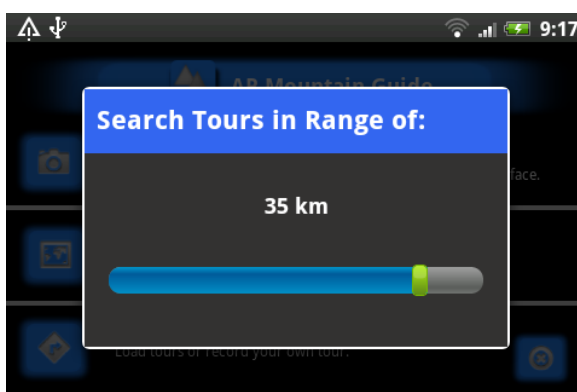 9:17
AR Mountain Guide
Search Tours in Range of:
face.
35 km
Load tours or record your own tour.